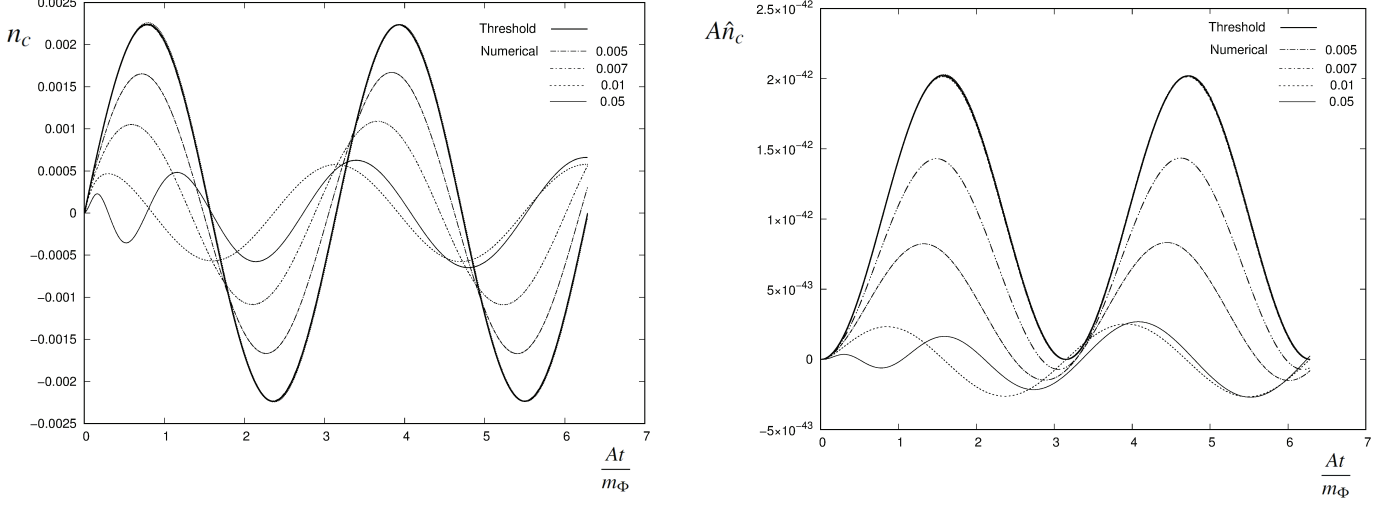 n_c
0.0025
0.002
0.0015
0.001
0.0005
0
−0.0005
−0.001
−0.0015
−0.002
−0.0025
0 1 2 3 4 5 6 7
Threshold
Numerical 0.005
0.007
0.01
0.05
At
m_Φ
An̂_c
2.5×10⁻⁴²
2×10⁻⁴²
1.5×10⁻⁴²
1×10⁻⁴²
5×10⁻⁴³
0
−5×10⁻⁴³
0 1 2 3 4 5 6 7
Threshold
Numerical 0.005
0.007
0.01
0.05
At
m_Φ